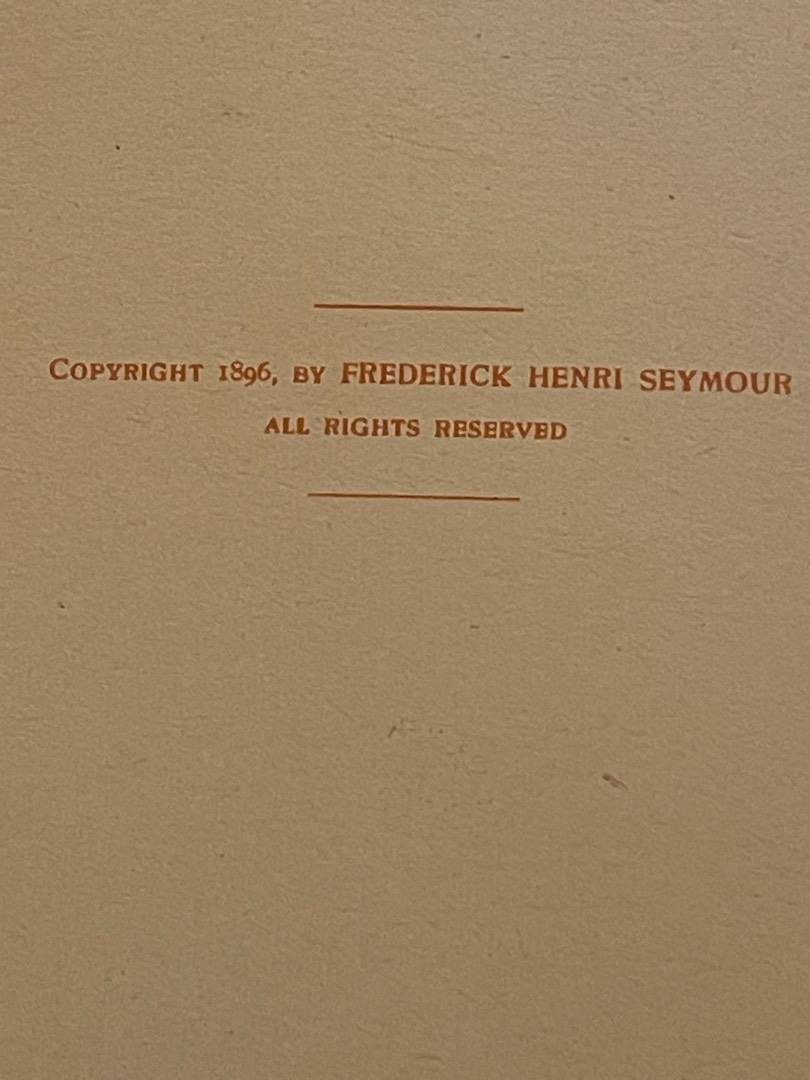 Copyright 1896, by FREDERICK HENRI SEYMOUR
ALL RIGHTS RESERVED